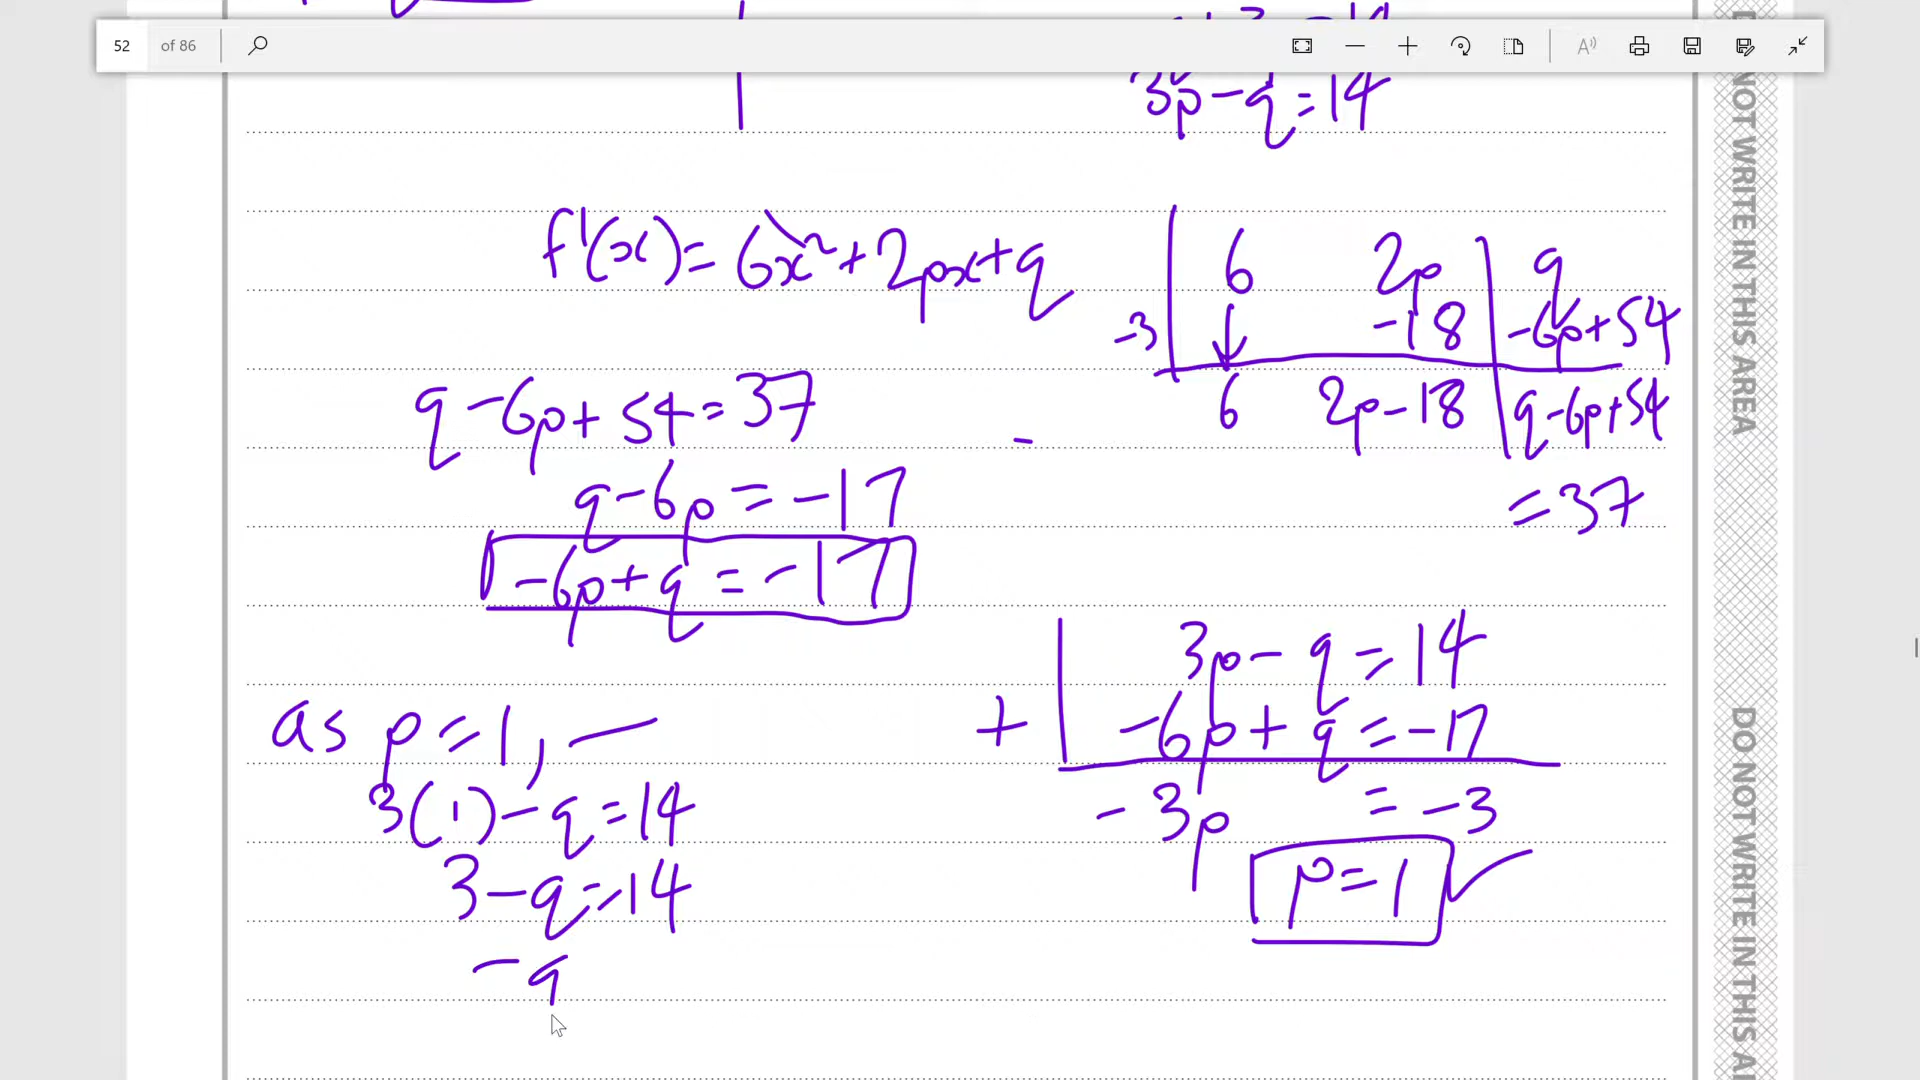 52 of 86
3p - q = 14
f'(x) = 6x² + 2px + q
6 2p q
-3 -18 -6p + 54
6 2p - 18 q - 6p + 54
= 37
q - 6p + 54 = 37
-
q - 6p = -17
-6p + q = -17
3p - q = 14
+ -6p + q = -17
-3p = -3
p = 1 ✓
as p = 1, —
3(1) - q = 14
3 - q = 14
- q
NOT WRITE IN THIS AREA
DO NOT WRITE IN THIS A